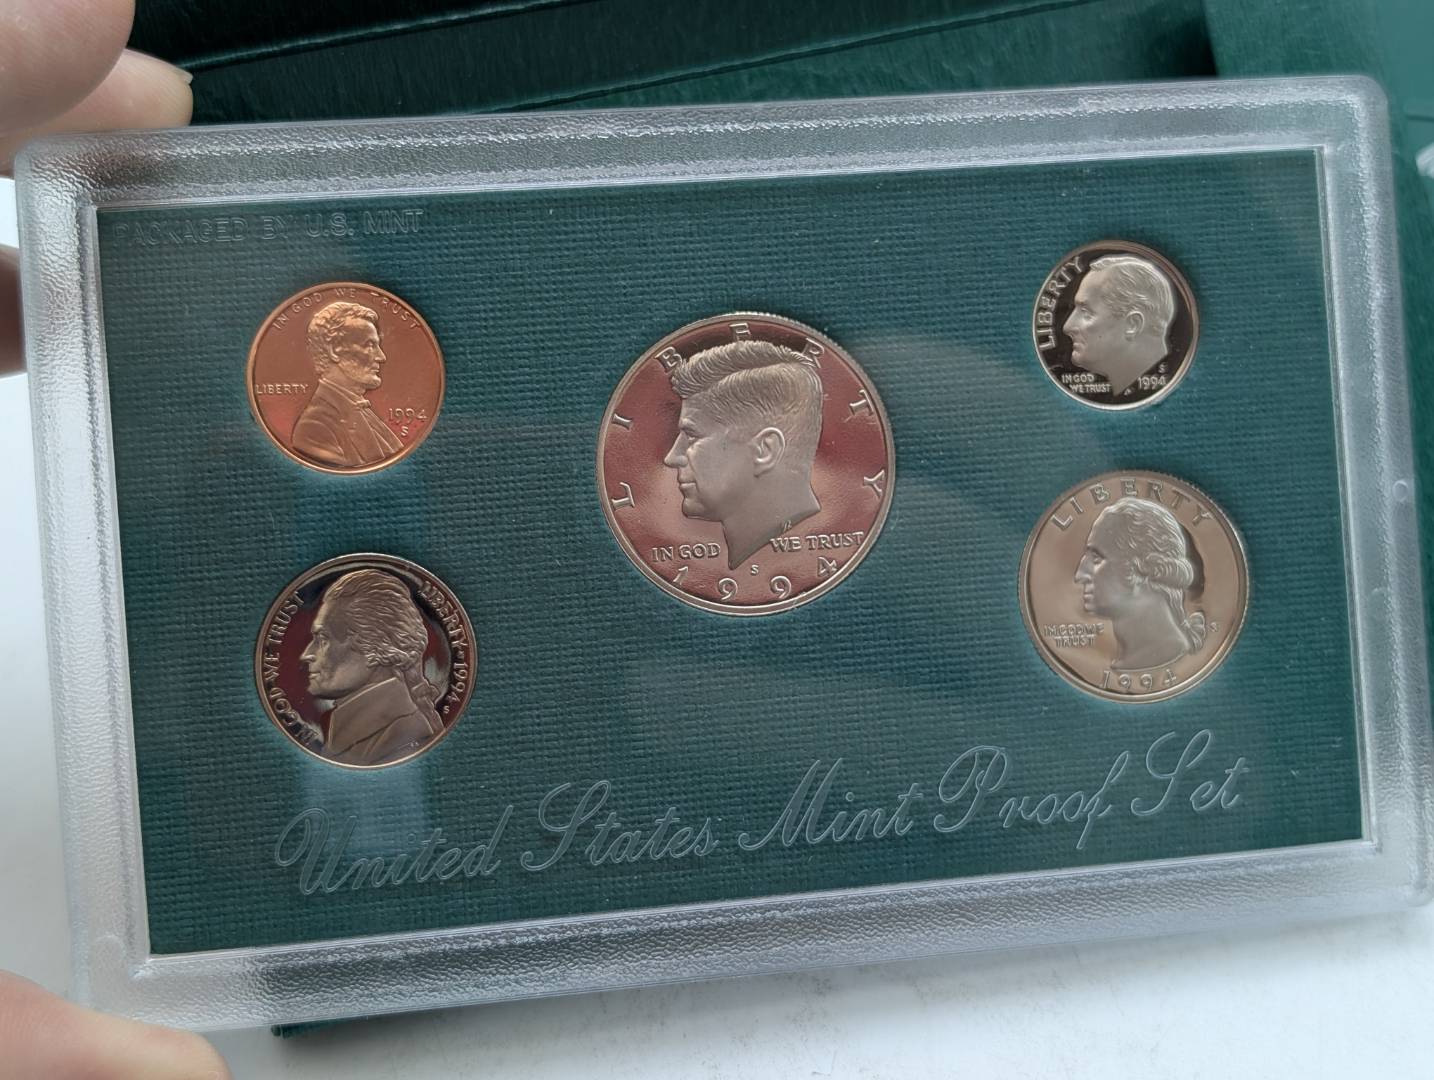 PACKAGED BY U.S. MINT
IN GOD WE TRUST
LIBERTY
1994
S
LIBERTY
IN GOD WE TRUST
S
1994
LIBERTY
IN GOD
WE TRUST
S
1994
IN GOD WE TRUST
LIBERTY 1994
S
LIBERTY
IN GOD WE
TRUST
S
1994
United States Mint Proof Set